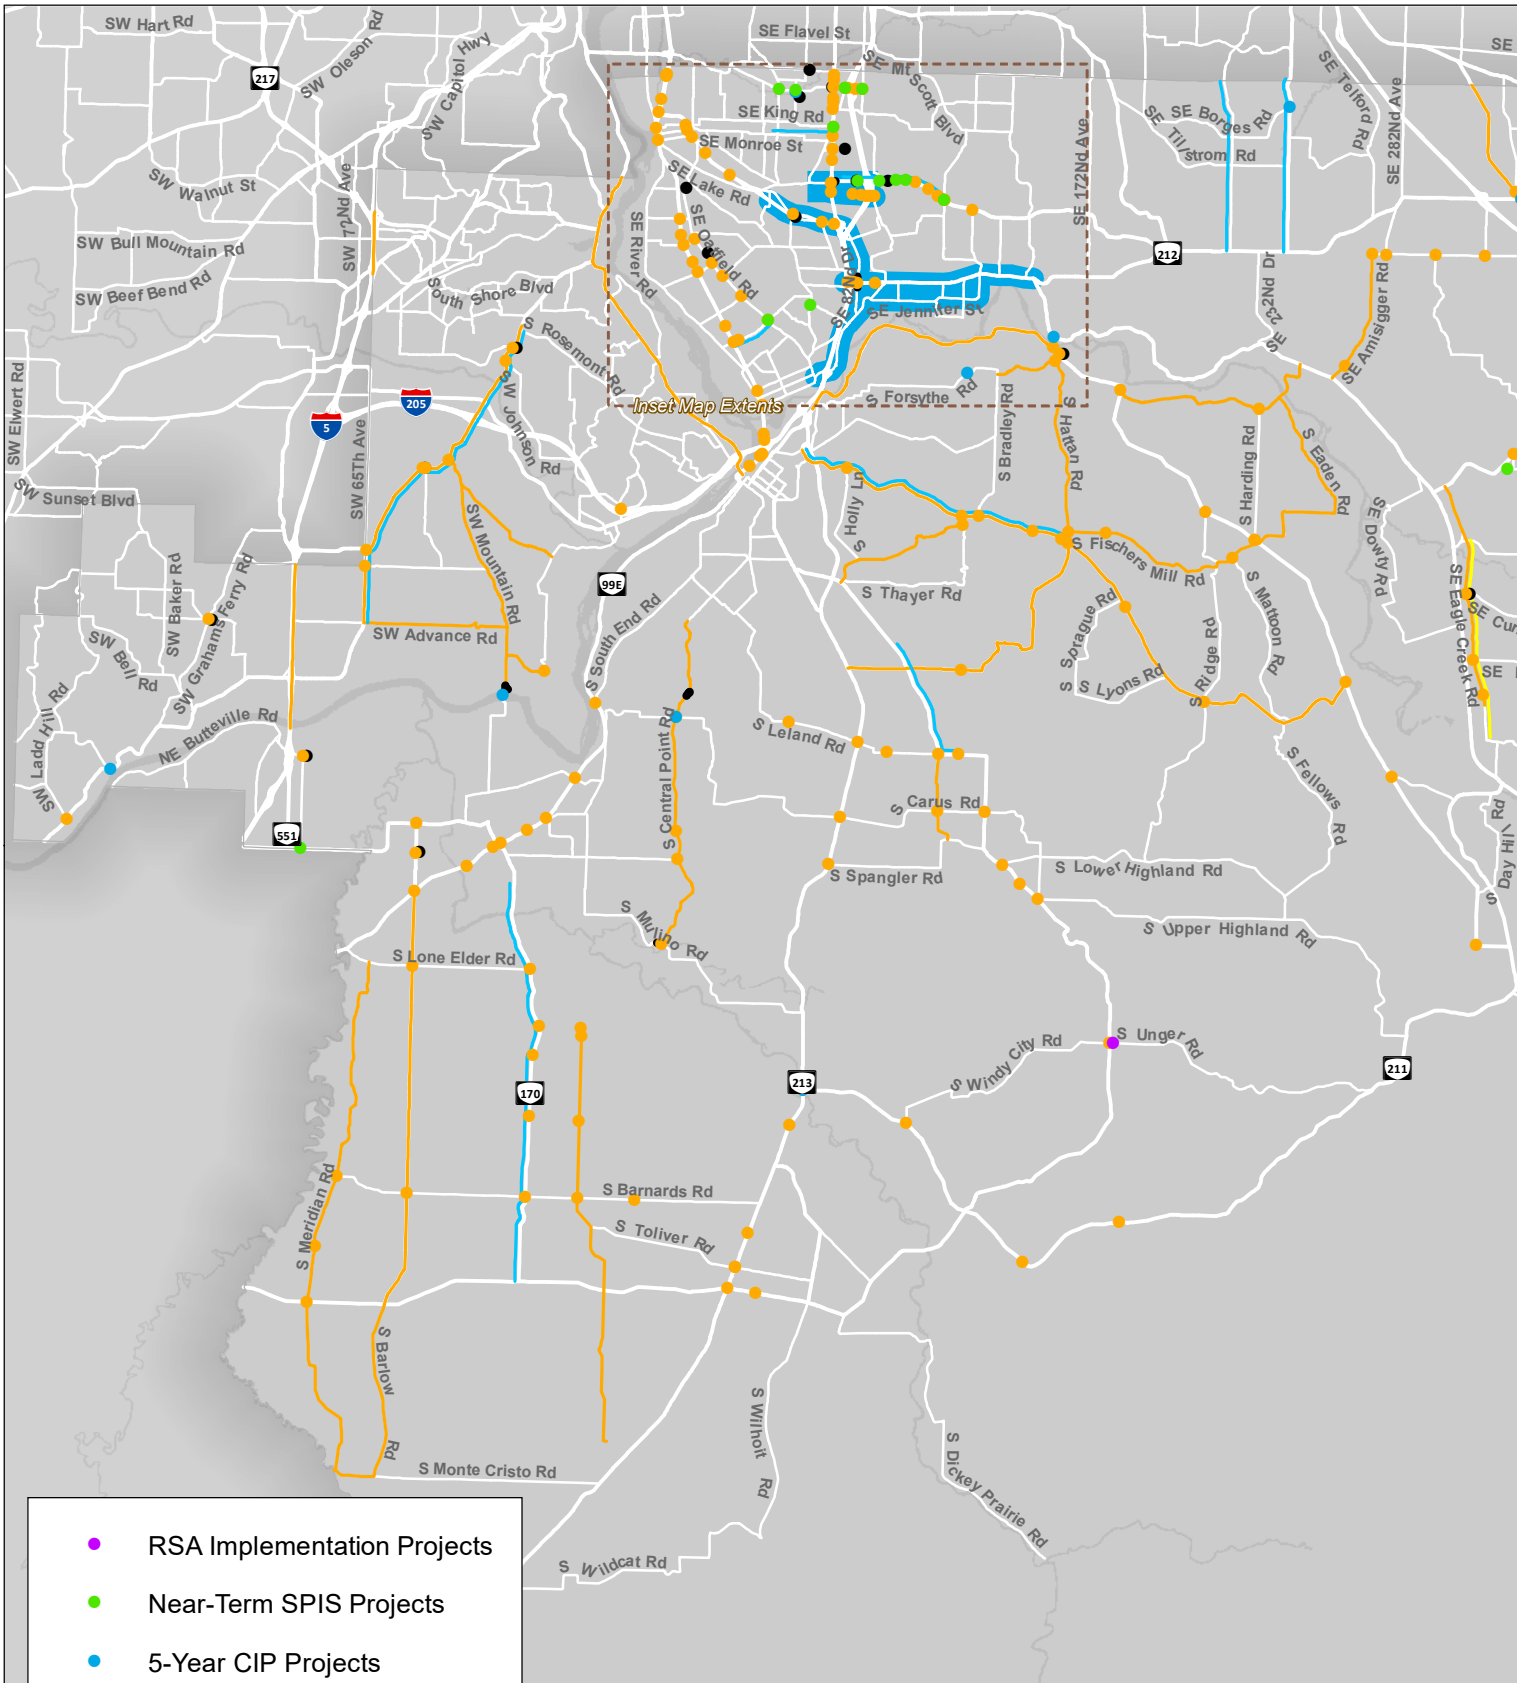 SW Hart Rd
SW Oleson Rd
SW Capitol Hwy
SE Flavel St
SE
217
SE Mt Scott Blvd
SE Telford Rd
SE 282Nd Ave
SE King Rd
SE Borges Rd
SE Tillstrom Rd
SE Monroe St
SE 172Nd Ave
SW Walnut St
SE Lake Rd
SW 72Nd Ave
SE River Rd
SE Oatfield Rd
SW Bull Mountain Rd
212
SE 232Nd Dr
SE 82Nd Dr
SW Beef Bend Rd
South Shore Blvd
SE Amisigger Rd
SE Jennifer St
S Rosemont Rd
SW Elwert Rd
205
5
SW Johnson Rd
Inset Map Extents
S Forsythe Rd
S Bradley Rd
S Hattan Rd
S Harding Rd
S Eaden Rd
SW 65Th Ave
SW Sunset Blvd
S Holly Ln
SE Dowty Rd
SW Mountain Rd
S Fischers Mill Rd
SW Baker Rd
SW Grahams Ferry Rd
99E
S Thayer Rd
S Mattoon Rd
SE Eagle Creek Rd
S South End Rd
S Sprague Rd
S Ridge Rd
SW Advance Rd
SW Bell Rd
S Lyons Rd
SE
SW Ladd Hill Rd
NE Butteville Rd
S Central Point Rd
S Leland Rd
S Fellows Rd
S Carus Rd
551
S Day Hill Rd
S Spangler Rd
S Lower Highland Rd
S Mulino Rd
S Upper Highland Rd
S Lone Elder Rd
S Windy City Rd
S Unger Rd
170
213
211
S Meridian Rd
S Barnards Rd
S Toliver Rd
S Barlow Rd
S Wilhoit Rd
S Monte Cristo Rd
S Dickey Prairie Rd
S Wildcat Rd
RSA Implementation Projects
Near-Term SPIS Projects
5-Year CIP Projects